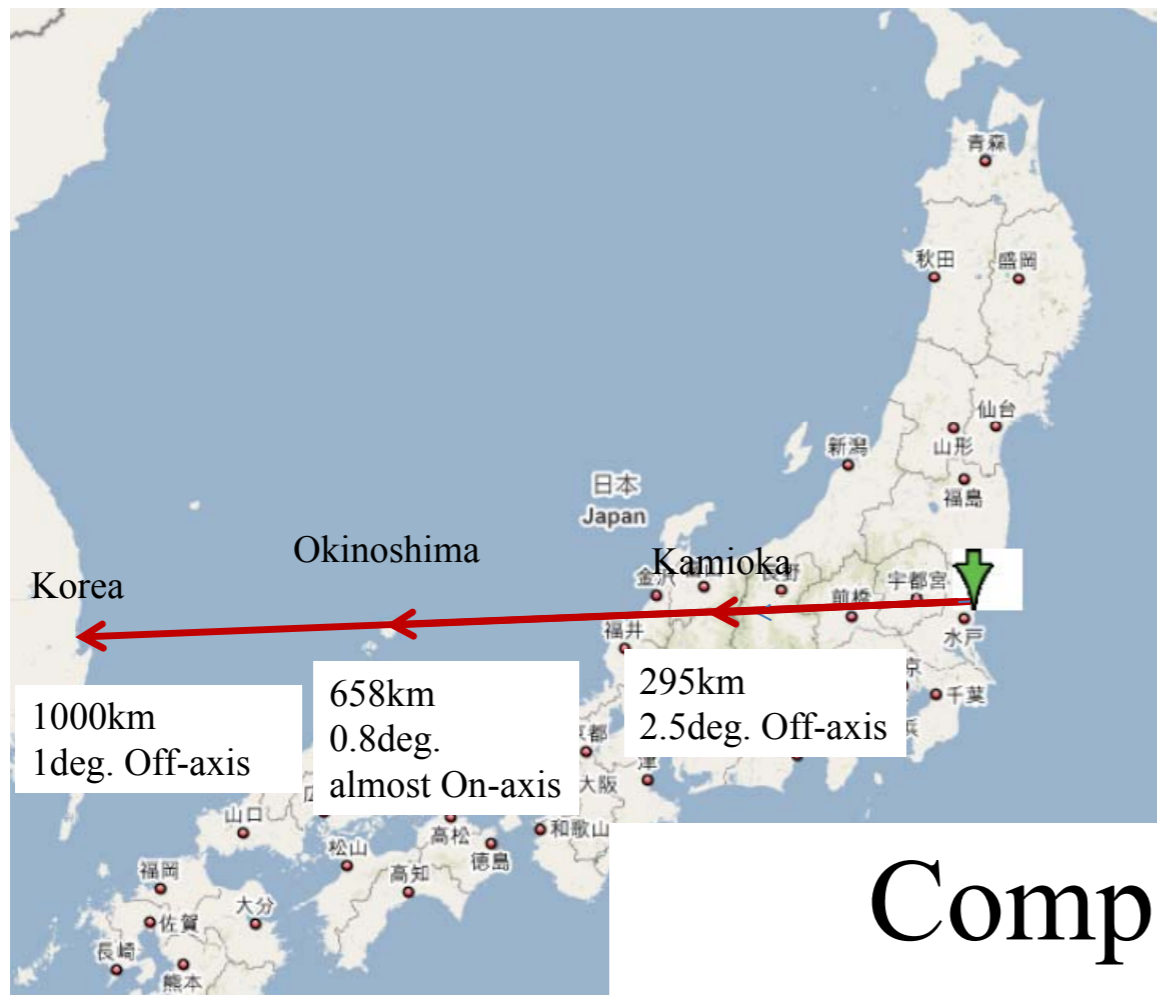 青森
秋田
盛岡
仙台
山形
新潟
福島
日本
Japan
Okinoshima
Kamioka
Korea
金沢
長野
前橋
宇都宮
水戸
福井
千葉
295km
2.5deg. Off-axis
658km
0.8deg.
almost On-axis
1000km
1deg. Off-axis
京都
津
大阪
和歌山
山口
松山
高松
徳島
高知
福岡
佐賀
大分
長崎
熊本
Comp